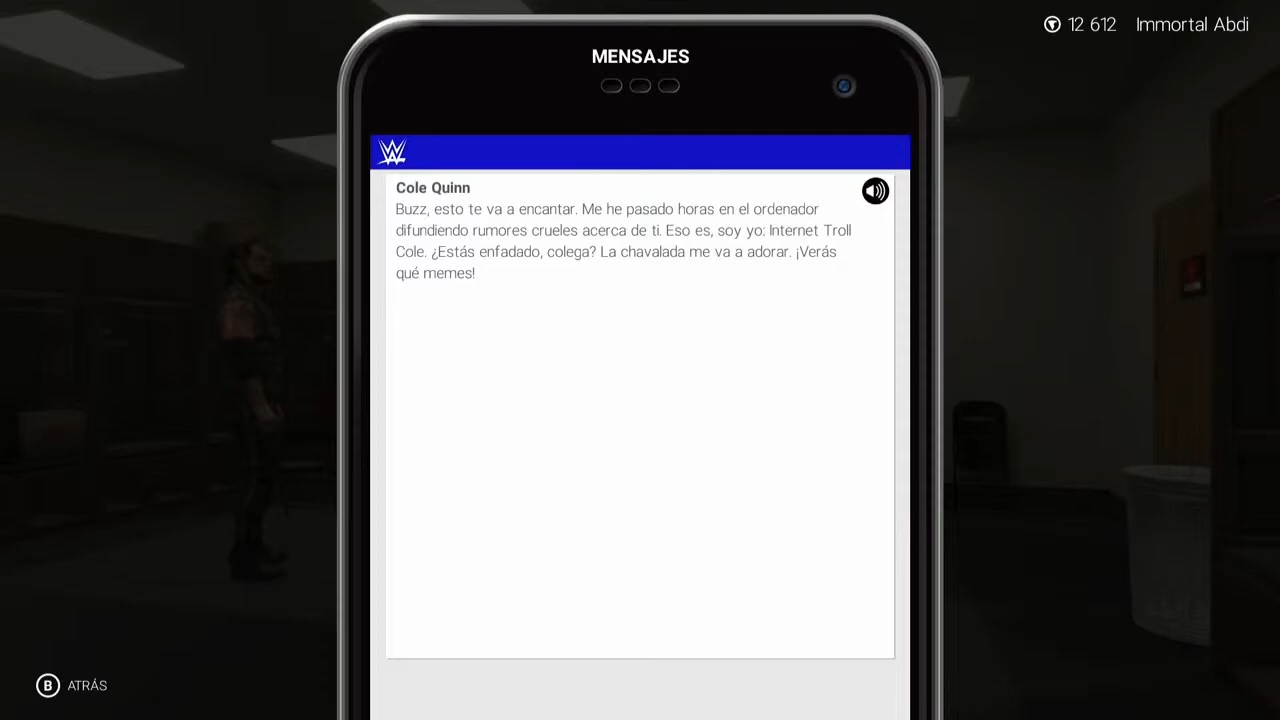 12 612 Immortal Abdi
MENSAJES
Cole Quinn
Buzz, esto te va a encantar. Me he pasado horas en el ordenador
difundiendo rumores crueles acerca de ti. Eso es, soy yo: Internet Troll
Cole. ¿Estás enfadado, colega? La chavalada me va a adorar. ¡Verás
qué memes!
B ATRÁS